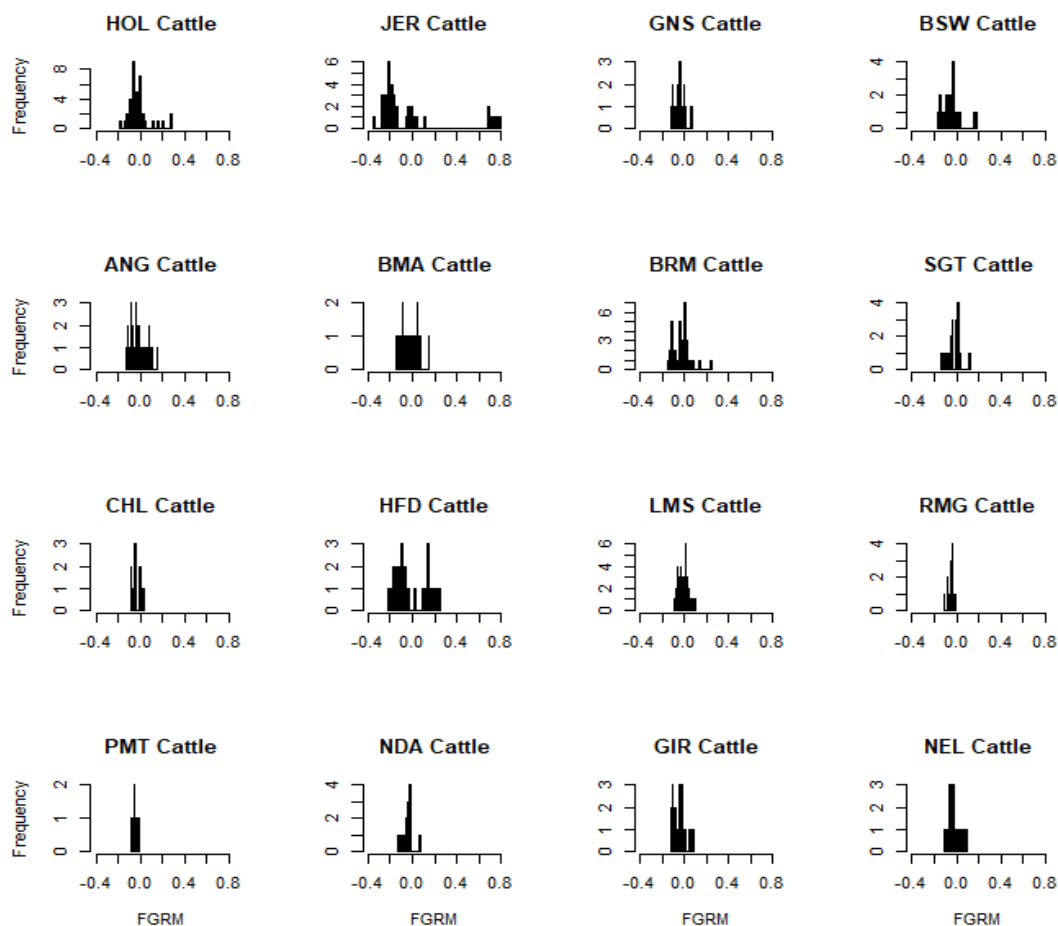 HOL Cattle JER Cattle GNS Cattle BSW Cattle
Frequency
0 4 8
0 2 4 6
0 1 2 3
0 2 4
-0.4 0.0 0.4 0.8 -0.4 0.0 0.4 0.8 -0.4 0.0 0.4 0.8 -0.4 0.0 0.4 0.8
ANG Cattle BMA Cattle BRM Cattle SGT Cattle
Frequency
0 1 2 3
0 1 2
0 3 6
0 2 4
-0.4 0.0 0.4 0.8 -0.4 0.0 0.4 0.8 -0.4 0.0 0.4 0.8 -0.4 0.0 0.4 0.8
CHL Cattle HFD Cattle LMS Cattle RMG Cattle
Frequency
0 1 2 3
0 1 2 3
0 2 4 6
0 2 4
-0.4 0.0 0.4 0.8 -0.4 0.0 0.4 0.8 -0.4 0.0 0.4 0.8 -0.4 0.0 0.4 0.8
PMT Cattle NDA Cattle GIR Cattle NEL Cattle
Frequency
0 1 2
0 2 4
0 1 2 3
0 1 2 3
-0.4 0.0 0.4 0.8 -0.4 0.0 0.4 0.8 -0.4 0.0 0.4 0.8 -0.4 0.0 0.4 0.8
FGRM FGRM FGRM FGRM